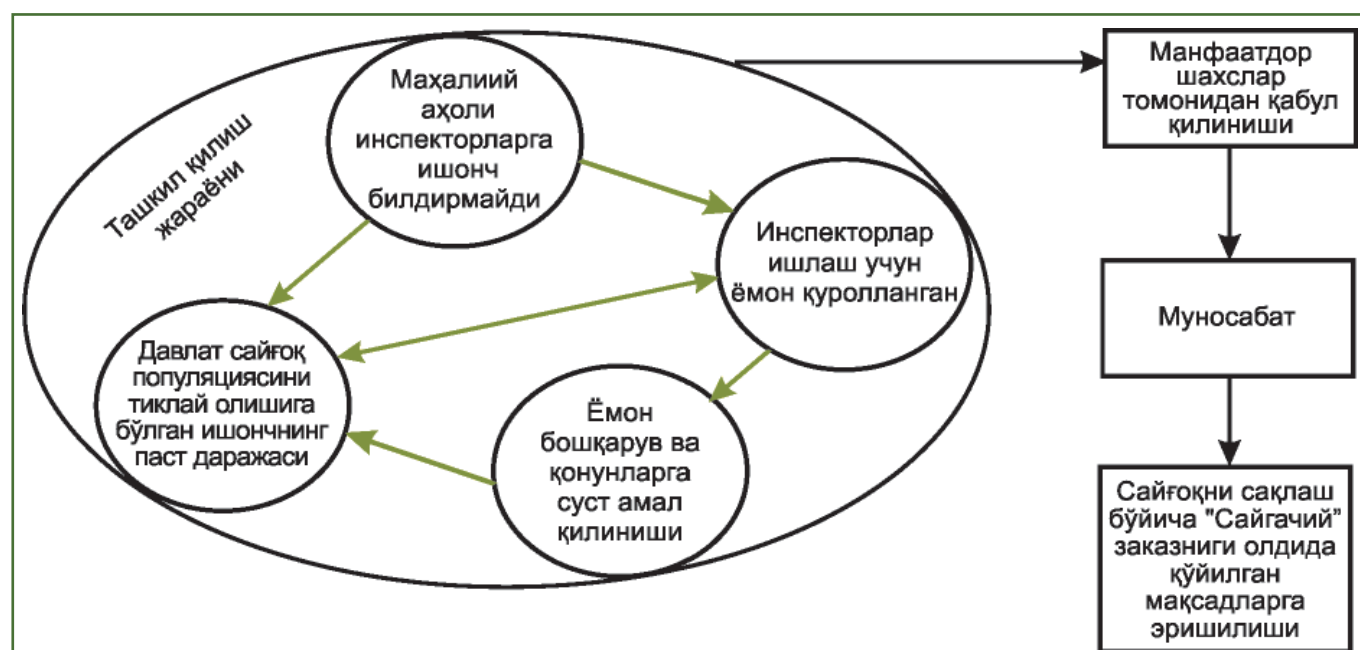 Ташкил қилиш
жараёни
Маҳалиий
аҳоли
инспекторларга
ишонч
билдирмайди
Инспекторлар
ишлаш учун
ёмон қуролланган
Давлат сайғоқ
популяциясини
тиклай олишига
бўлган ишончнинг
паст даражаси
Ёмон
бошқарув ва
қонунларга
суст амал
қилиниши
Манфаатдор
шахслар
томонидан қабул
қилиниши
Муносабат
Сайғоқни сақлаш
бўйича "Сайгачий"
заказниги олдида
қўйилган
мақсадларга
эришилиши